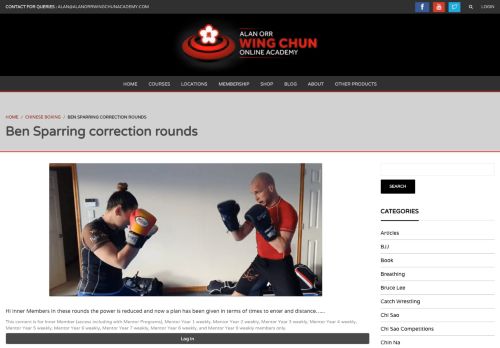 CONTACT FOR QUERIES : ALAN@ALANORRWINGCHUNACADEMY.COM
LOGIN
ALAN ORR
WING CHUN
ONLINE ACADEMY
HOME COURSES LOCATIONS MEMBERSHIP SHOP BLOG ABOUT OTHER PRODUCTS
HOME / CHINESE BOXING / BEN SPARRING CORRECTION ROUNDS
Ben Sparring correction rounds
SEARCH
CATEGORIES
Articles
BJJ
Book
Breathing
Bruce Lee
Catch Wrestling
Chi Sao
Chi Sao Competitions
Chin Na
Hi Inner Members in these rounds the power is reduced and now a plan has been given in terms of times to enter and distance……
This content is for Inner Member (access including with Mentor Programs), Mentor Year 1 weekly, Mentor Year 2 weekly, Mentor Year 3 weekly, Mentor Year 4 weekly,
Mentor Year 5 weekly, Mentor Year 6 weekly, Mentor Year 7 weekly, Mentor Year 8 weekly, and Mentor Year 9 weekly members only.
Log In